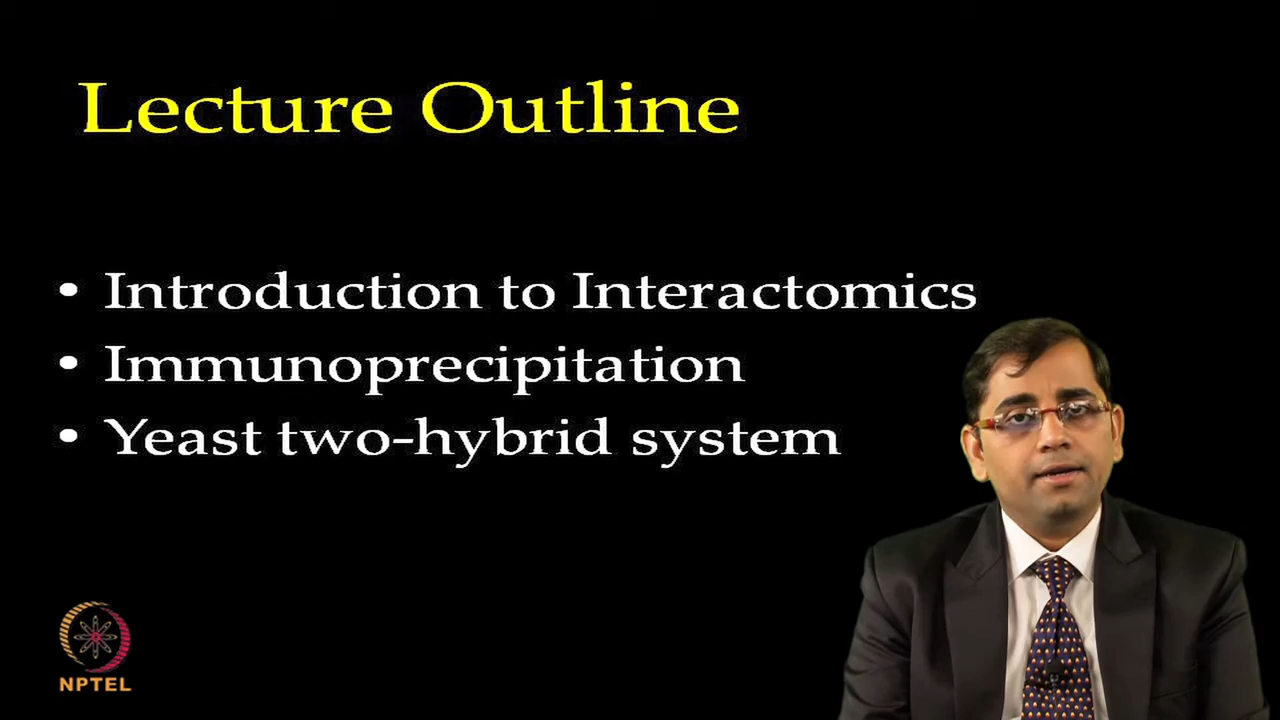 Lecture Outline
• Introduction to Interactomics
• Immunoprecipitation
• Yeast two-hybrid system
NPTEL